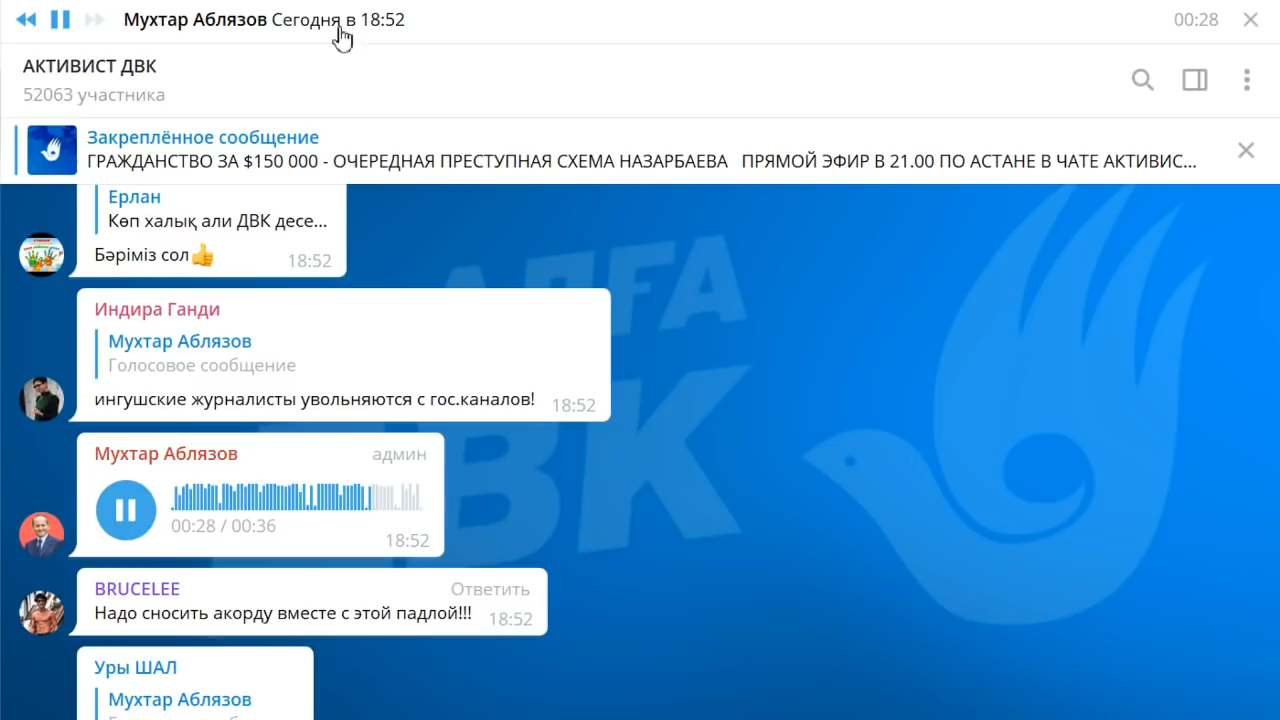 Мухтар Аблязов Сегодня в 18:52
00:28
АКТИВИСТ ДВК
52063 участника
Закреплённое сообщение
ГРАЖДАНСТВО ЗА $150 000 - ОЧЕРЕДНАЯ ПРЕСТУПНАЯ СХЕМА НАЗАРБАЕВА ПРЯМОЙ ЭФИР В 21.00 ПО АСТАНЕ В ЧАТЕ АКТИВИС...
Ерлан
Көп халық али ДВК десе...
Бәріміз сол👍
18:52
АЛҒА
ДВК
Индира Ганди
Мухтар Аблязов
Голосовое сообщение
ингушские журналисты увольняются с гос.каналов!
18:52
Мухтар Аблязов админ
00:28 / 00:36
18:52
BRUCELEE Ответить
Надо сносить акорду вместе с этой падлой!!!
18:52
Уры ШАЛ
Мухтар Аблязов